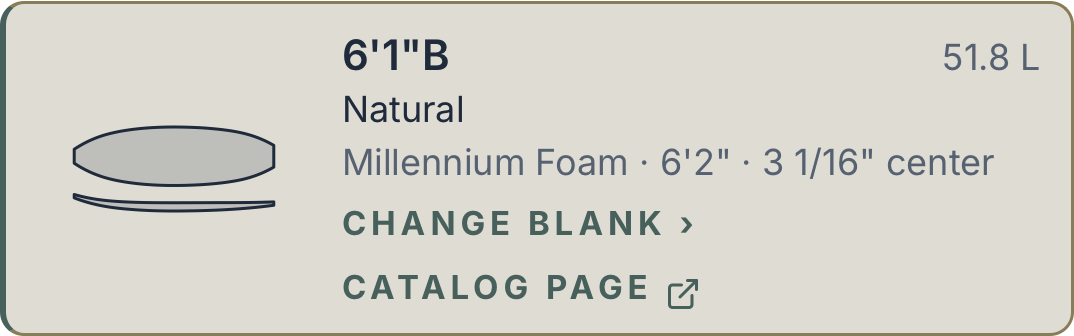 6'1"B
51.8 L
Natural
Millennium Foam · 6'2" · 3 1/16" center
CHANGE BLANK ›
CATALOG PAGE